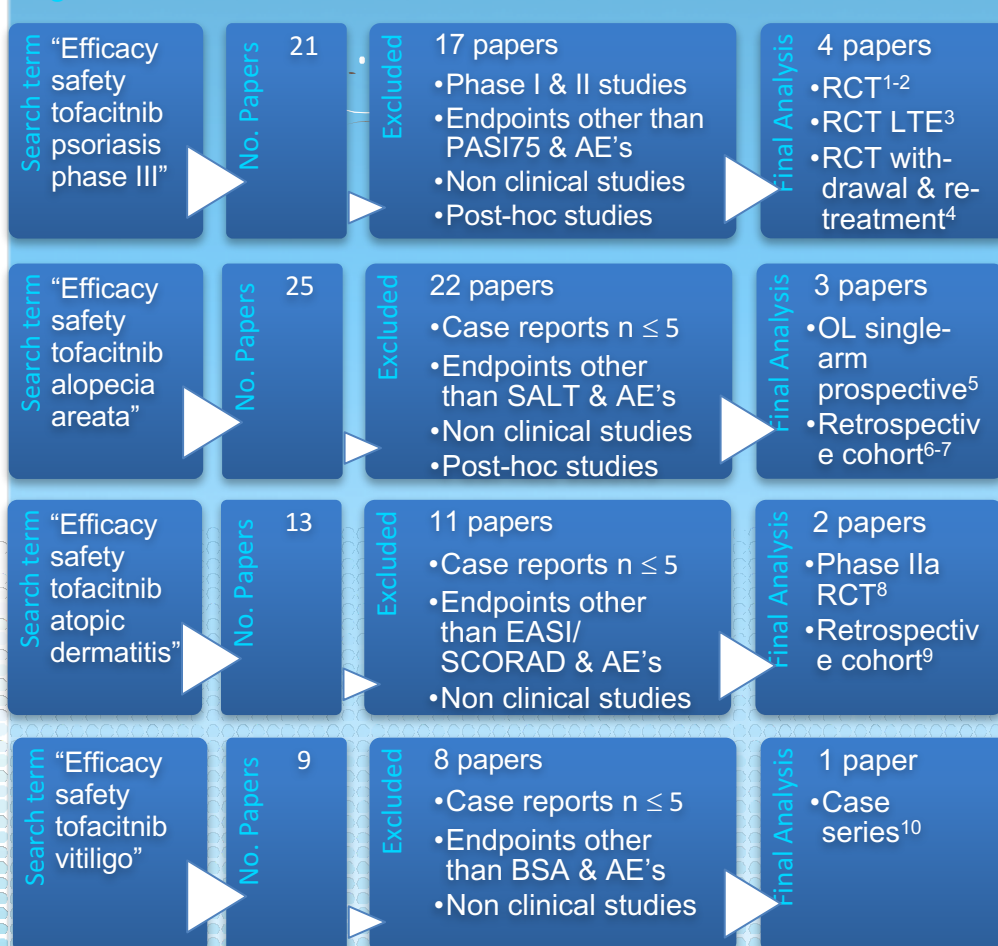 Search term
“Efficacy
safety
tofacitnib
psoriasis
phase III”
No. Papers
21
Excluded
17 papers
•Phase I & II studies
•Endpoints other than
PASI75 & AE's
•Non clinical studies
•Post-hoc studies
Final Analysis
4 papers
•RCT1-2
•RCT LTE3
•RCT with-
drawal & re-
treatment4
Search term
“Efficacy
safety
tofacitnib
alopecia
areata”
No. Papers
25
Excluded
22 papers
•Case reports n ≤ 5
•Endpoints other
than SALT & AE's
•Non clinical studies
•Post-hoc studies
Final Analysis
3 papers
•OL single-
arm
prospective5
•Retrospectiv
e cohort6-7
Search term
“Efficacy
safety
tofacitnib
atopic
dermatitis”
No. Papers
13
Excluded
11 papers
•Case reports n ≤ 5
•Endpoints other
than EASI/
SCORAD & AE's
•Non clinical studies
Final Analysis
2 papers
•Phase IIa
RCT8
•Retrospectiv
e cohort9
Search term
“Efficacy
safety
tofacitnib
vitiligo”
No. Papers
9
Excluded
8 papers
•Case reports n ≤ 5
•Endpoints other
than BSA & AE's
•Non clinical studies
Final Analysis
1 paper
•Case
series10